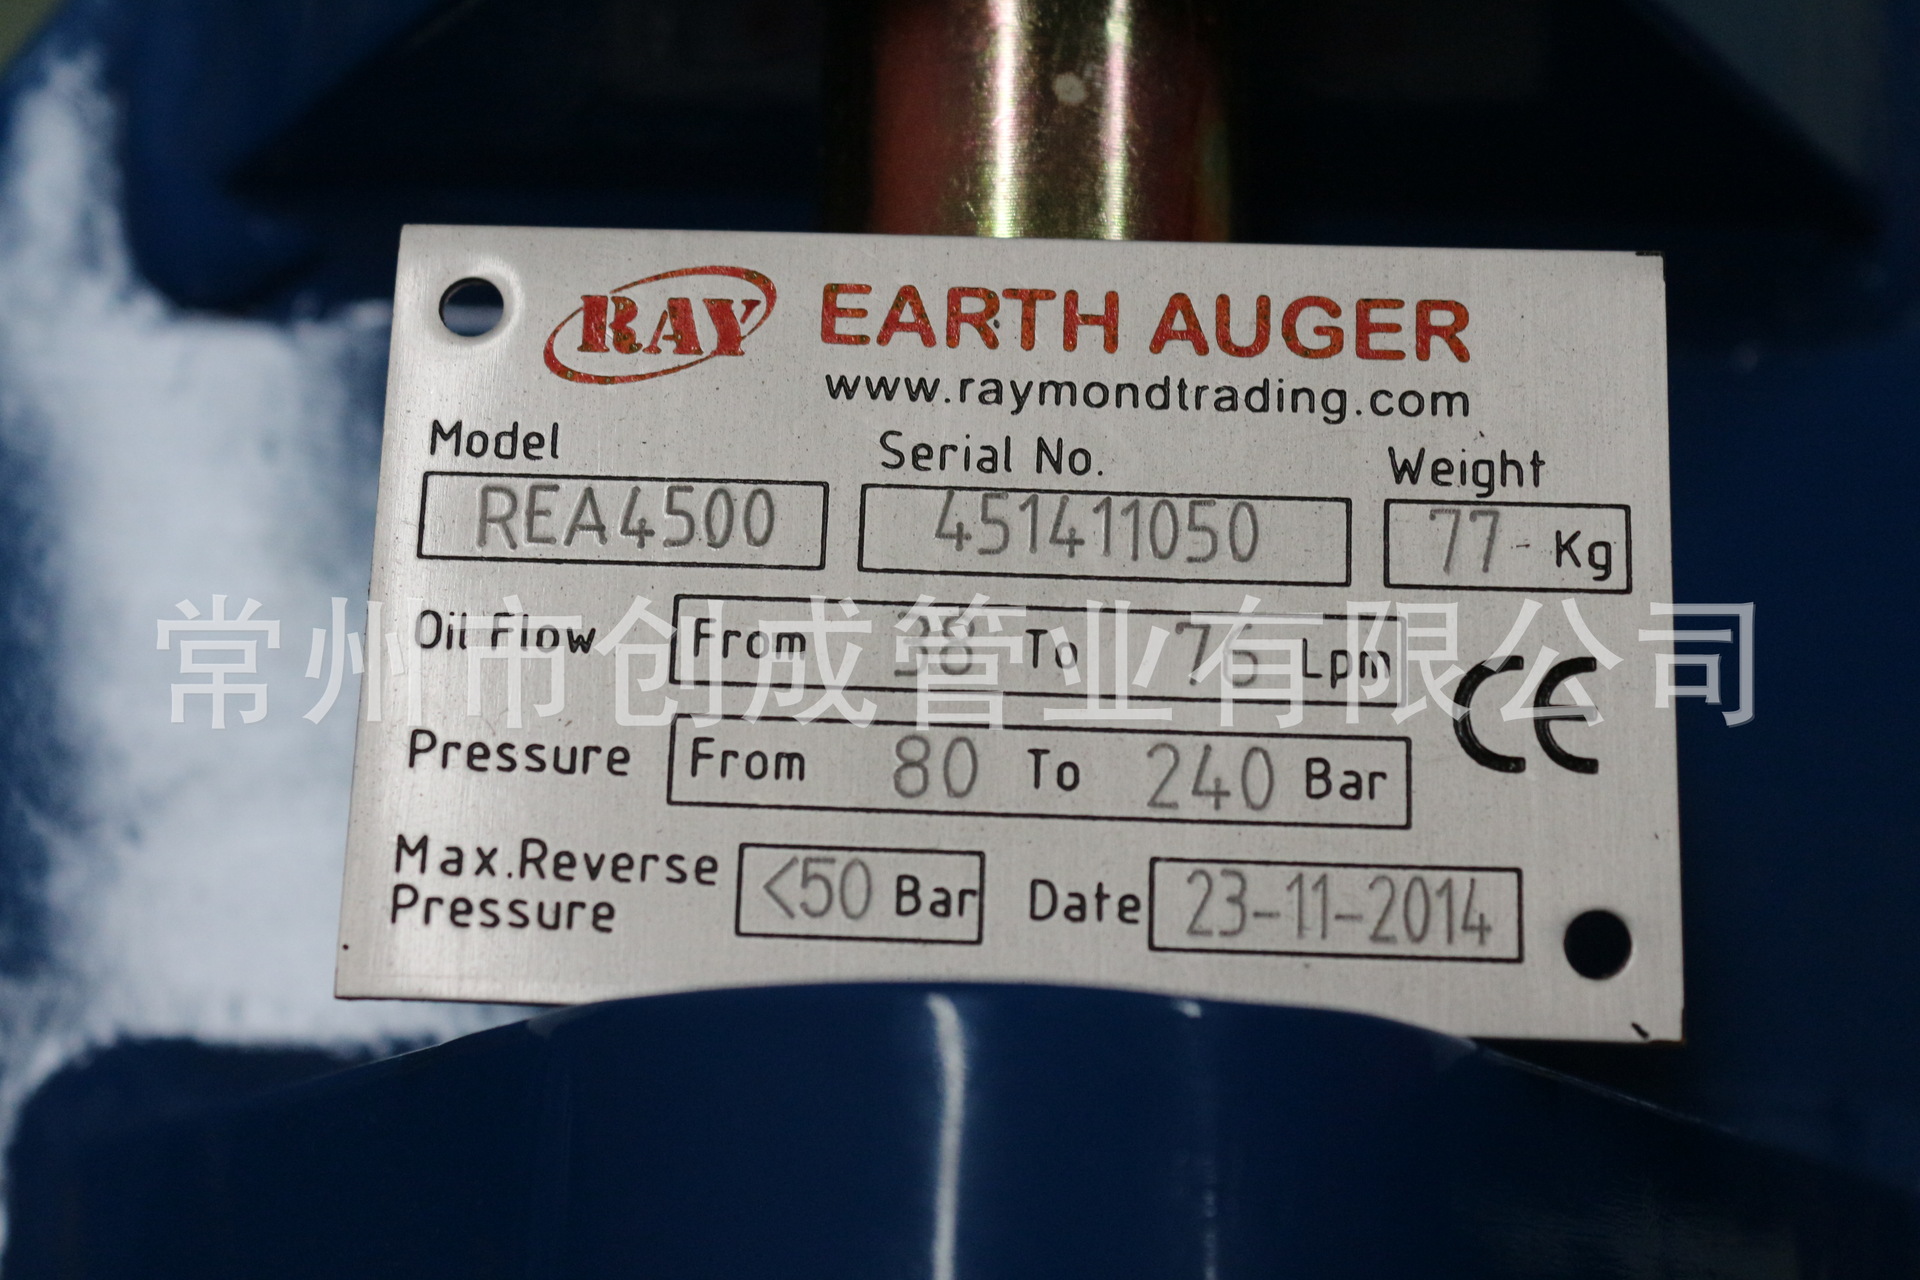 RAY EARTH AUGER
www.raymondtrading.com
Model Serial No. Weight
REA4500 451411050 77- Kg
Oil Flow From 38 To 76 Lpm
常州市创成管业有限公司
CE
Pressure From 80 To 240 Bar
Max.Reverse Pressure <50 Bar Date 23-11-2014